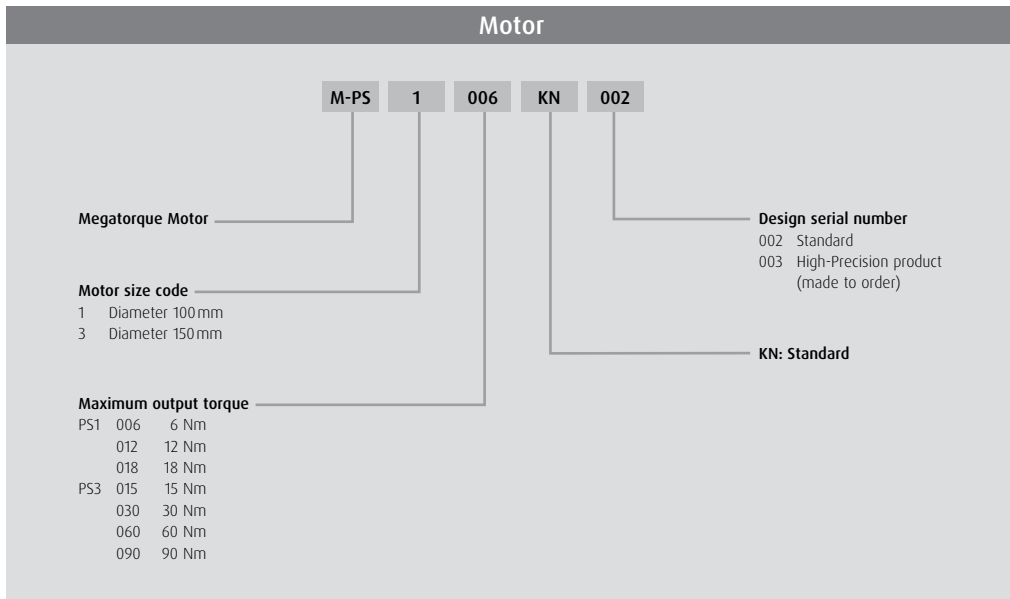 Motor
M-PS 1 006 KN 002
Megatorque Motor
Design serial number
002 Standard
003 High-Precision product
(made to order)
Motor size code
1 Diameter 100 mm
3 Diameter 150 mm
KN: Standard
Maximum output torque
PS1 006 6 Nm
012 12 Nm
018 18 Nm
PS3 015 15 Nm
030 30 Nm
060 60 Nm
090 90 Nm